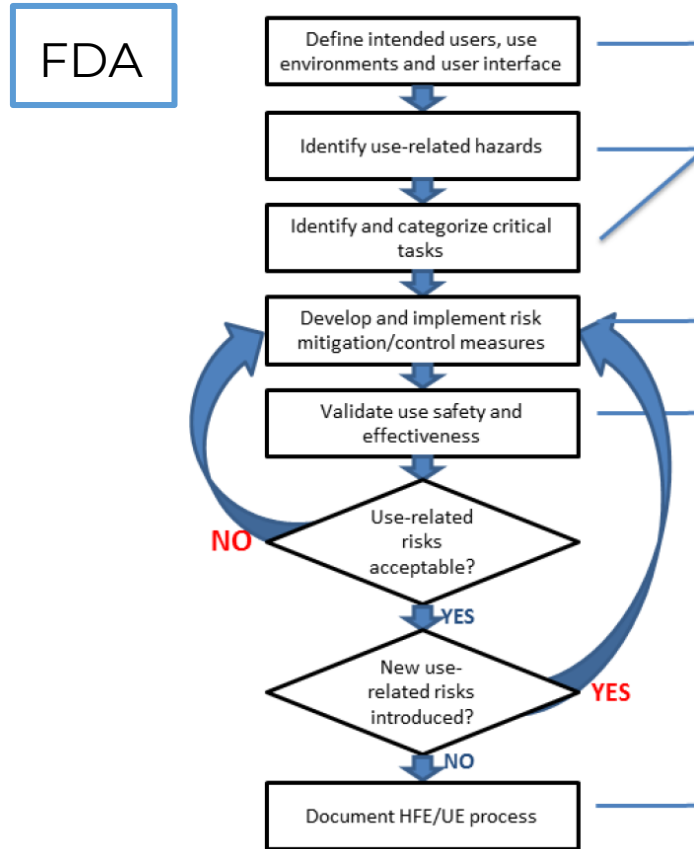 FDA
Define intended users, use
environments and user interface
Identify use-related hazards
Identify and categorize critical
tasks
Develop and implement risk
mitigation/control measures
Validate use safety and
effectiveness
Use-related
risks
acceptable?
NO
YES
New use-
related risks
introduced?
YES
NO
Document HFE/UE process